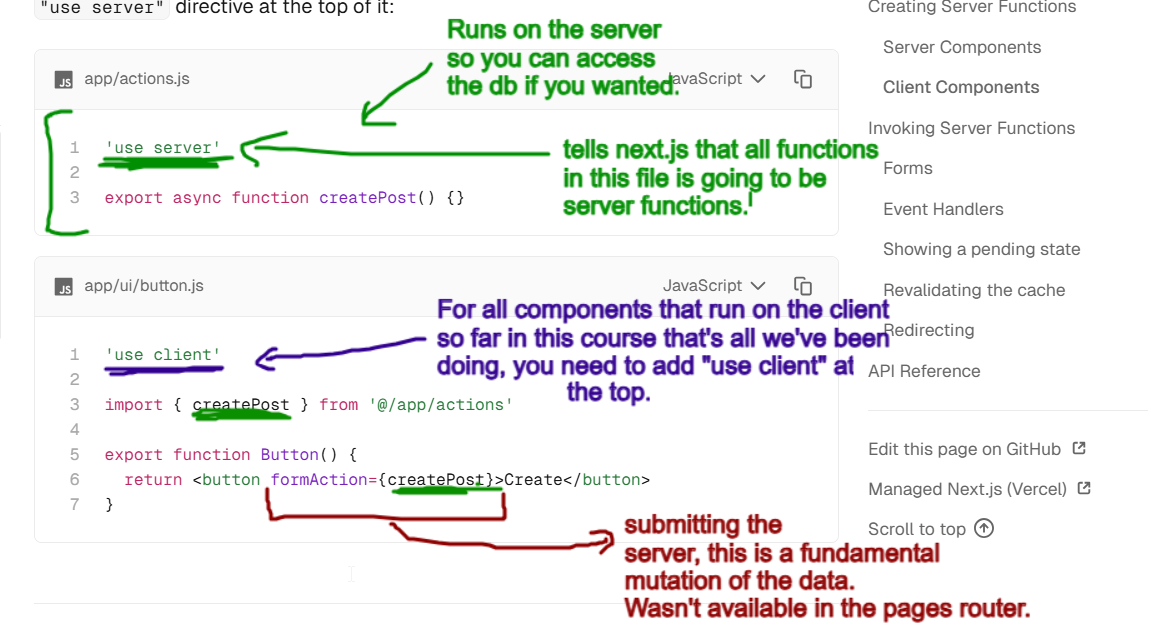 "use server" directive at the top of it:
Runs on the server
so you can access
the db if you wanted.
app/actions.js
JavaScript
1 'use server'
2
3 export async function createPost() {}
tells next.js that all functions
in this file is going to be
server functions.
app/ui/button.js
JavaScript
For all components that run on the client
so far in this course that's all we've been
doing, you need to add "use client" at
the top.
1 'use client'
2
3 import { createPost } from '@/app/actions'
4
5 export function Button() {
6 return <button formAction={createPost}>Create</button>
7 }
submitting the
server, this is a fundamental
mutation of the data.
Wasn't available in the pages router.
Creating Server Functions
Server Components
Client Components
Invoking Server Functions
Forms
Event Handlers
Showing a pending state
Revalidating the cache
Redirecting
API Reference
Edit this page on GitHub
Managed Next.js (Vercel)
Scroll to top